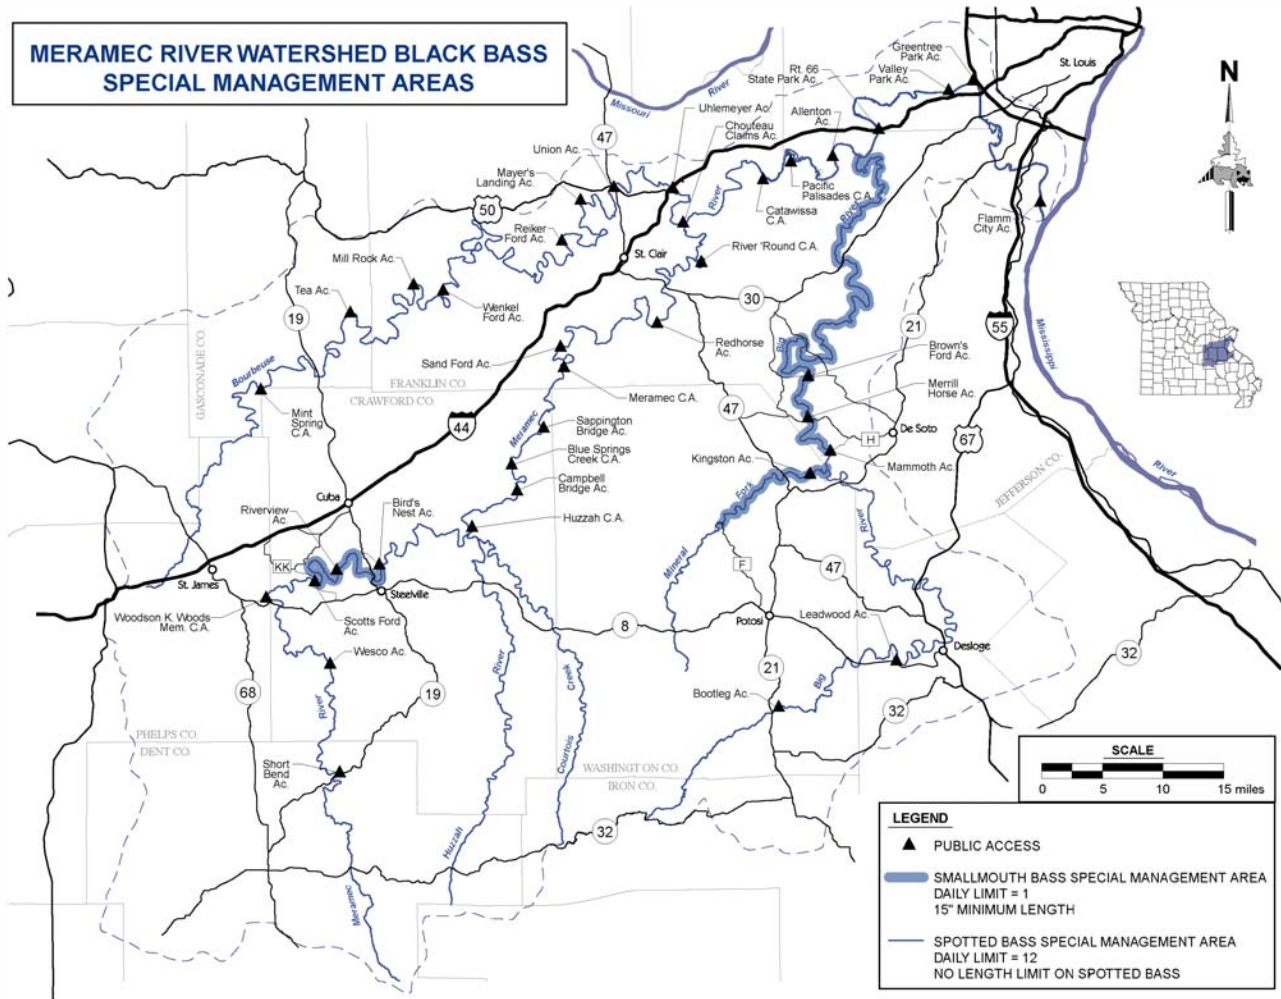 MERAMEC RIVER WATERSHED BLACK BASS
SPECIAL MANAGEMENT AREAS
Missouri
River
Greentree
Park Ac.
Valley
Park Ac.
St. Louis
N
Rt. 66
State Park Ac.
Uhlemeyer Ac.
Allenton
Ac.
Chouteau
Claims Ac.
47
Union Ac.
Mayer's
Landing Ac.
50
Reiker
Ford Ac.
River
Pacific
Palisades C.A.
Catawissa
C.A.
River
Flamm
City Ac.
St. Clair
River 'Round C.A.
Mill Rock Ac.
Tea Ac.
Wenkel
Ford Ac.
19
30
21
55
Mississippi
River
GASCONADE CO.
Bourbeuse
Sand Ford Ac.
Redhorse
Ac.
Big
Brown's
Ford Ac.
FRANKLIN CO.
CRAWFORD CO.
Mint
Spring
C.A.
44
Meramec C.A.
Meramec
Sappington
Bridge Ac.
Blue Springs
Creek C.A.
Campbell
Bridge Ac.
47
Merrill
Horse Ac.
H
De Soto
67
Kingston Ac.
Mammoth Ac.
JEFFERSON CO.
Fork
Mineral
River
Cuba
Riverview
Ac.
Bird's
Nest Ac.
Huzzah C.A.
KK
St. James
Steelville
F
47
Woodson K. Woods
Mem. C.A.
Scotts Ford
Ac.
8
Potosi
Leadwood Ac.
Desloge
32
Wesco Ac.
River
Creek
21
Big
68
River
19
Bootleg Ac.
32
PHELPS CO.
DENT CO.
Short
Bend
Ac.
Courtois
WASHINGTON CO.
IRON CO.
32
Huzzah
Meramec
SCALE
0 5 10 15 miles
LEGEND
PUBLIC ACCESS
SMALLMOUTH BASS SPECIAL MANAGEMENT AREA
DAILY LIMIT = 1
15" MINIMUM LENGTH
SPOTTED BASS SPECIAL MANAGEMENT AREA
DAILY LIMIT = 12
NO LENGTH LIMIT ON SPOTTED BASS